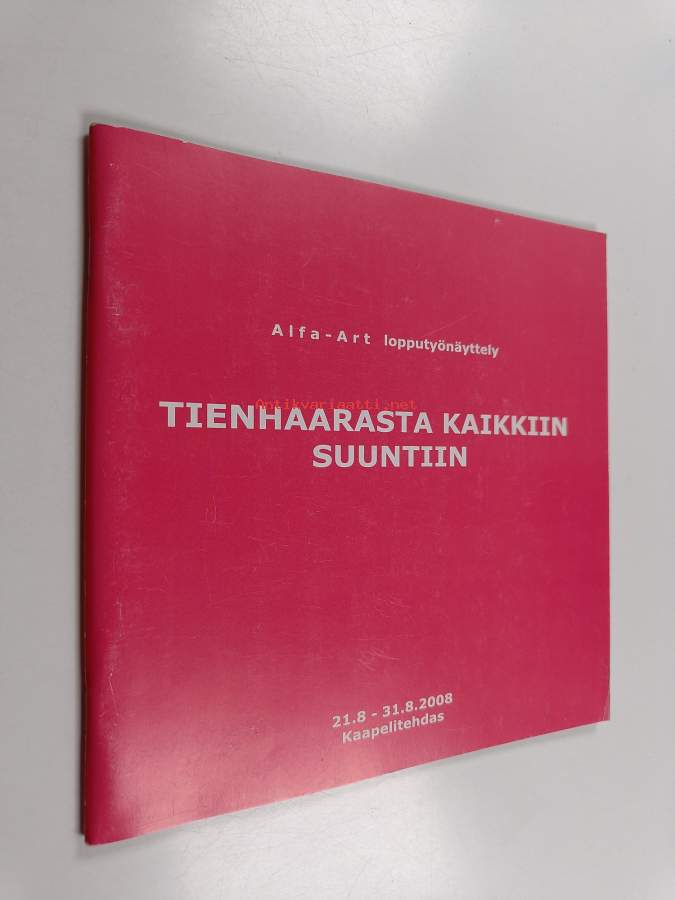 Alfa-Art lopputyönäyttely
Antikvariaatti.net
TIENHAARASTA KAIKKIIN
SUUNTIIN
21.8 - 31.8.2008
Kaapelitehdas